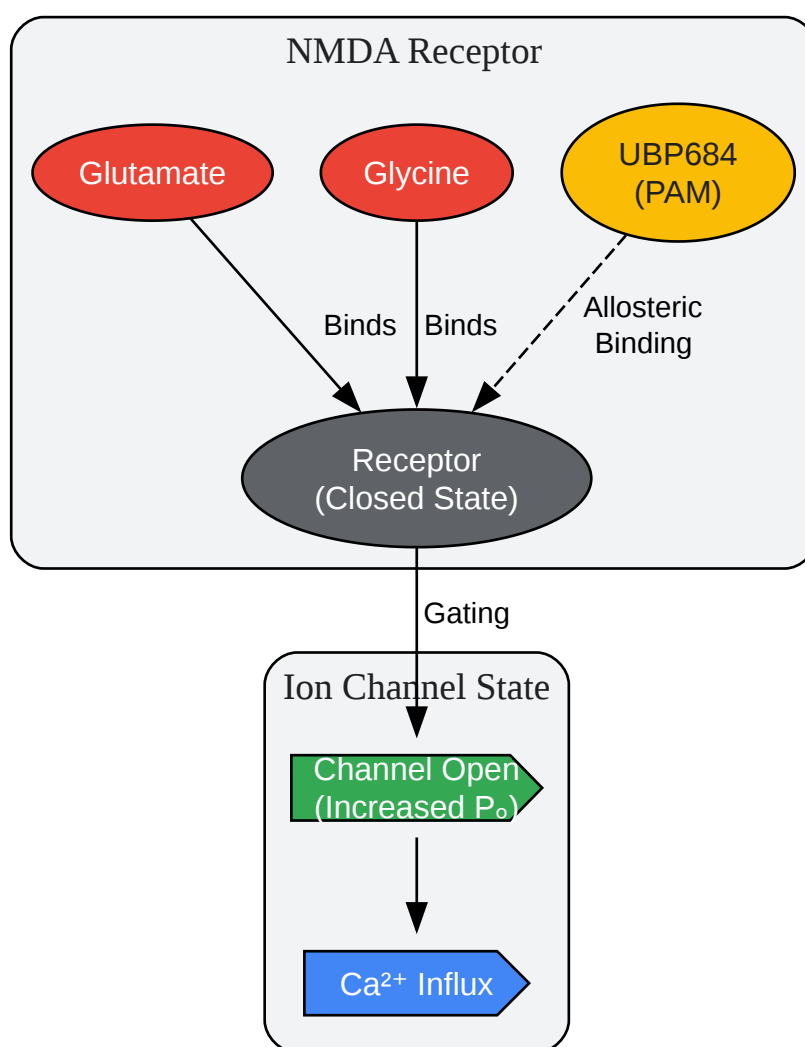 NMDA Receptor
Glutamate
Glycine
UBP684
(PAM)
Binds
Binds
Allosteric
Binding
Receptor
(Closed State)
Gating
Ion Channel State
Channel Open
(Increased Pₒ)
Ca²⁺ Influx